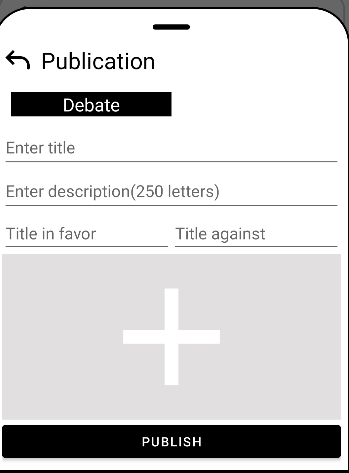 Publication
Debate
Enter title
Enter description(250 letters)
Title in favor Title against
PUBLISH